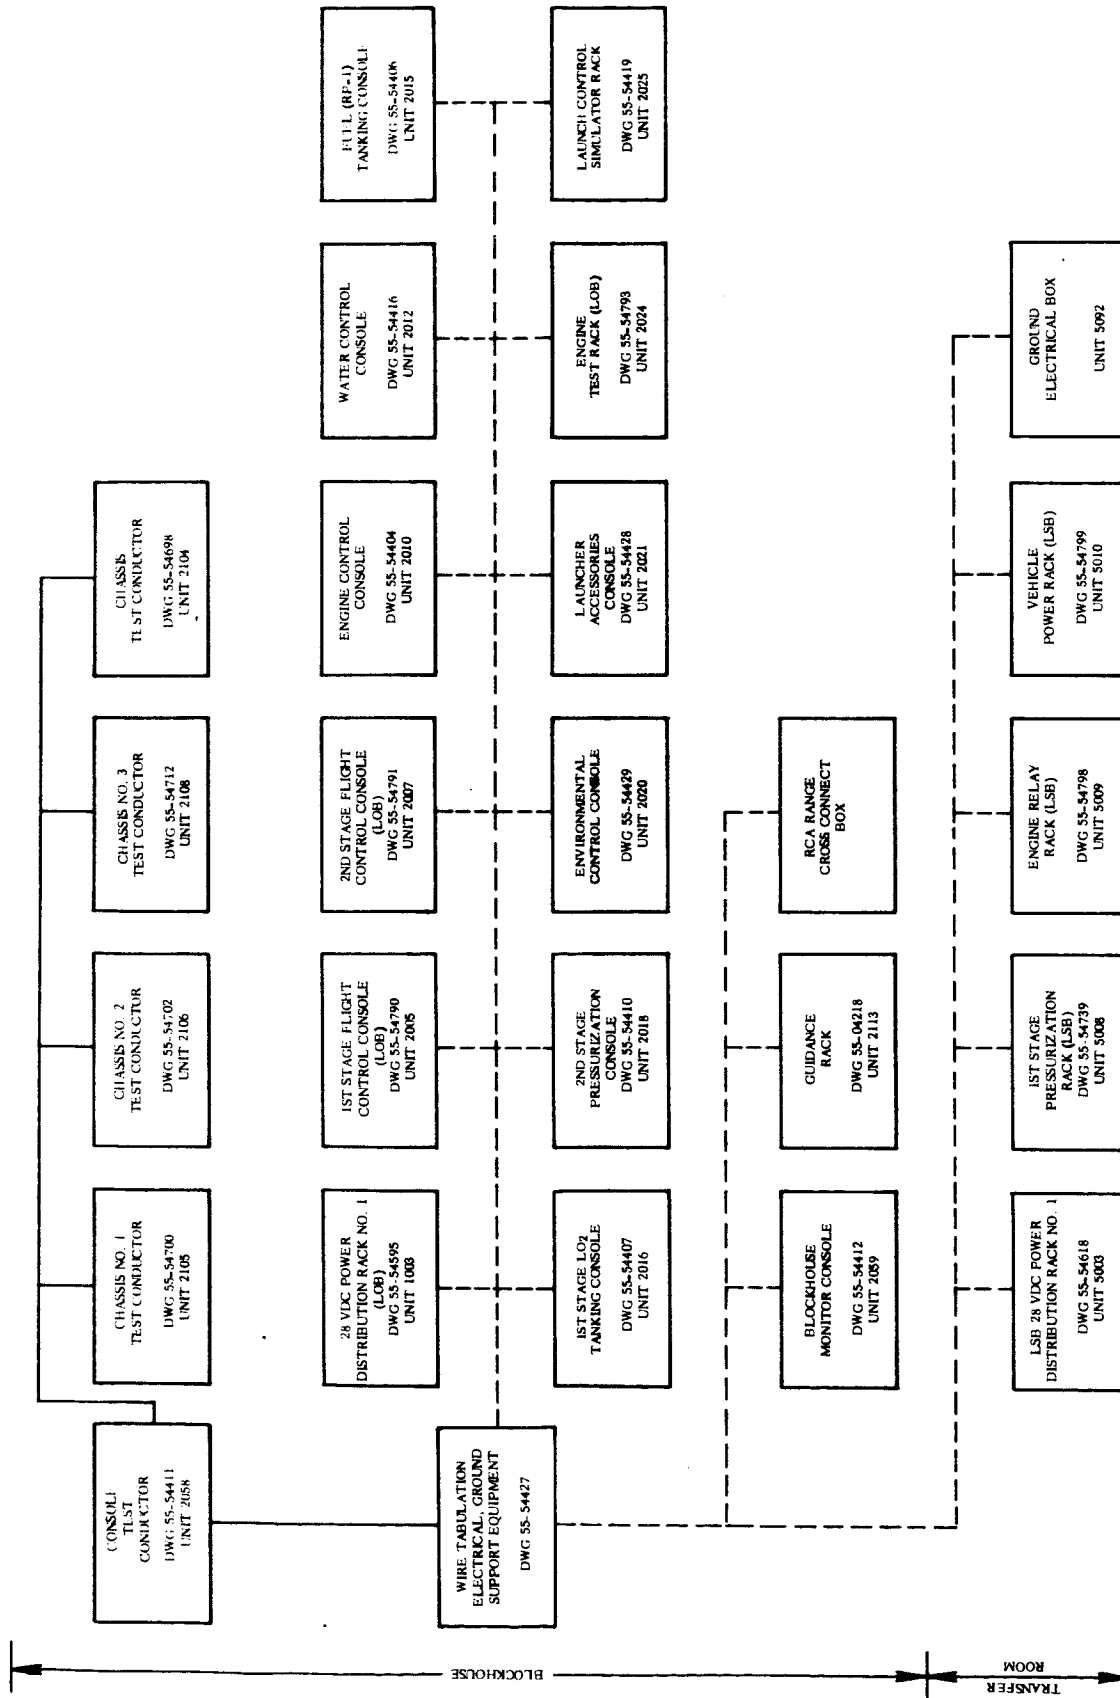 CONSOLE
TEST
CONDUCTOR
DWG 55-54411
UNIT 2058
CHASSIS NO. 1
TEST CONDUCTOR
DWG 55-54700
UNIT 2105
CHASSIS NO. 2
TEST CONDUCTOR
DWG 55-54702
UNIT 2106
CHASSIS NO. 3
TEST CONDUCTOR
DWG 55-54712
UNIT 2108
CHASSIS
TEST CONDUCTOR
DWG 55-54698
UNIT 2104
28 VDC POWER
DISTRIBUTION RACK NO. 1
(LOB)
DWG 55-54595
UNIT 1003
1ST STAGE FLIGHT
CONTROL CONSOLE
(LOB)
DWG 55-54790
UNIT 2005
2ND STAGE FLIGHT
CONTROL CONSOLE
(LOB)
DWG 55-54791
UNIT 2007
ENGINE CONTROL
CONSOLE
DWG 55-54404
UNIT 2010
WATER CONTROL
CONSOLE
DWG 55-54416
UNIT 2012
FUEL (RP-1)
TANKING CONSOLE
DWG 55-54406
UNIT 2015
WIRE TABULATION
ELECTRICAL, GROUND
SUPPORT EQUIPMENT
DWG 55-54427
1ST STAGE LO2
TANKING CONSOLE
DWG 55-54407
UNIT 2016
2ND STAGE
PRESSURIZATION
CONSOLE
DWG 55-54410
UNIT 2018
ENVIRONMENTAL
CONTROL CONSOLE
DWG 55-54429
UNIT 2020
LAUNCHER
ACCESSORIES
CONSOLE
DWG 55-54428
UNIT 2021
ENGINE
TEST RACK (LOB)
DWG 55-54793
UNIT 2024
LAUNCH CONTROL
SIMULATOR RACK
DWG 55-54419
UNIT 2025
BLOCKHOUSE
MONITOR CONSOLE
DWG 55-54412
UNIT 2059
GUIDANCE
RACK
DWG 55-04218
UNIT 2113
RCA RANGE
CROSS CONNECT
BOX
LSB 28 VDC POWER
DISTRIBUTION RACK NO. 1
DWG 55-54618
UNIT 5003
1ST STAGE
PRESSURIZATION
RACK (LSB)
DWG 55-54739
UNIT 5008
ENGINE RELAY
RACK (LSB)
DWG 55-54798
UNIT 5009
VEHICLE
POWER RACK (LSB)
DWG 55-54799
UNIT 5010
GROUND
ELECTRICAL BOX
UNIT 5092
BLOCKHOUSE
TRANSFER
ROOM